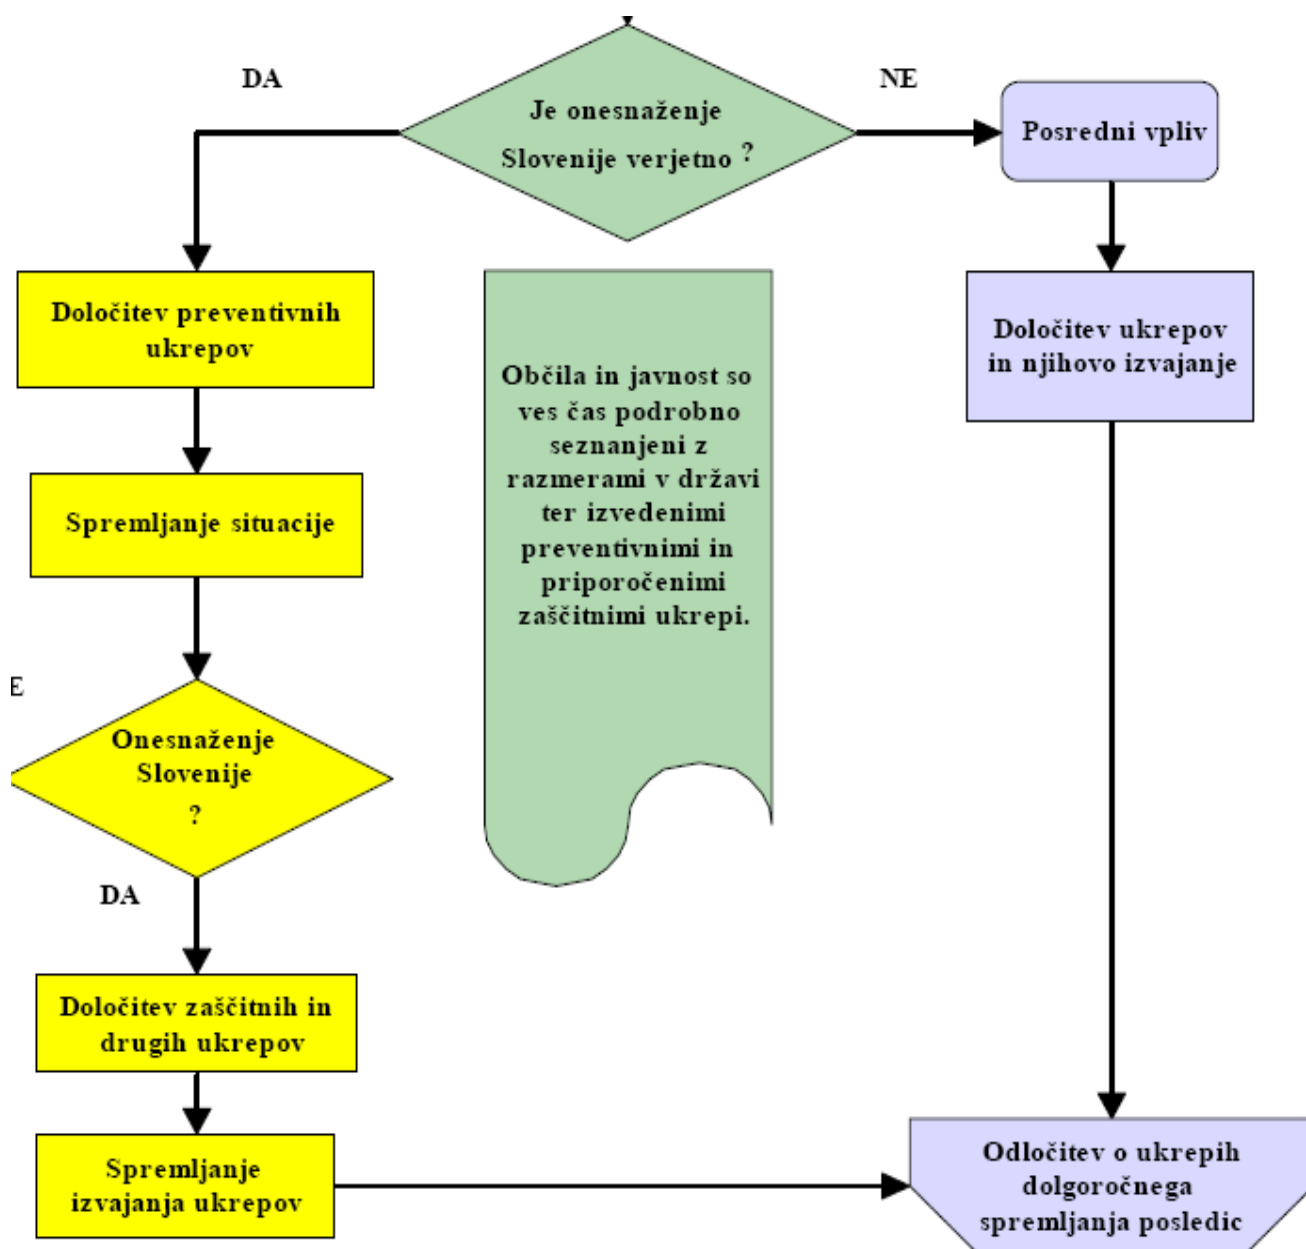 DA
NE
Je onesnaženje
Slovenije verjetno ?
Posredni vpliv
Določitev preventivnih
ukrepov
Določitev ukrepov
in njihovo izvajanje
Občila in javnost so
ves čas podrobno
seznanjeni z
razmerami v državi
ter izvedenimi
preventivnimi in
priporočenimi
zaščitnimi ukrepi.
Spremljanje situacije
E
Onesnaženje
Slovenije
?
DA
Določitev zaščitnih in
drugih ukrepov
Spremljanje
izvajanja ukrepov
Odločitev o ukrepih
dolgoročnega
spremljanja posledic